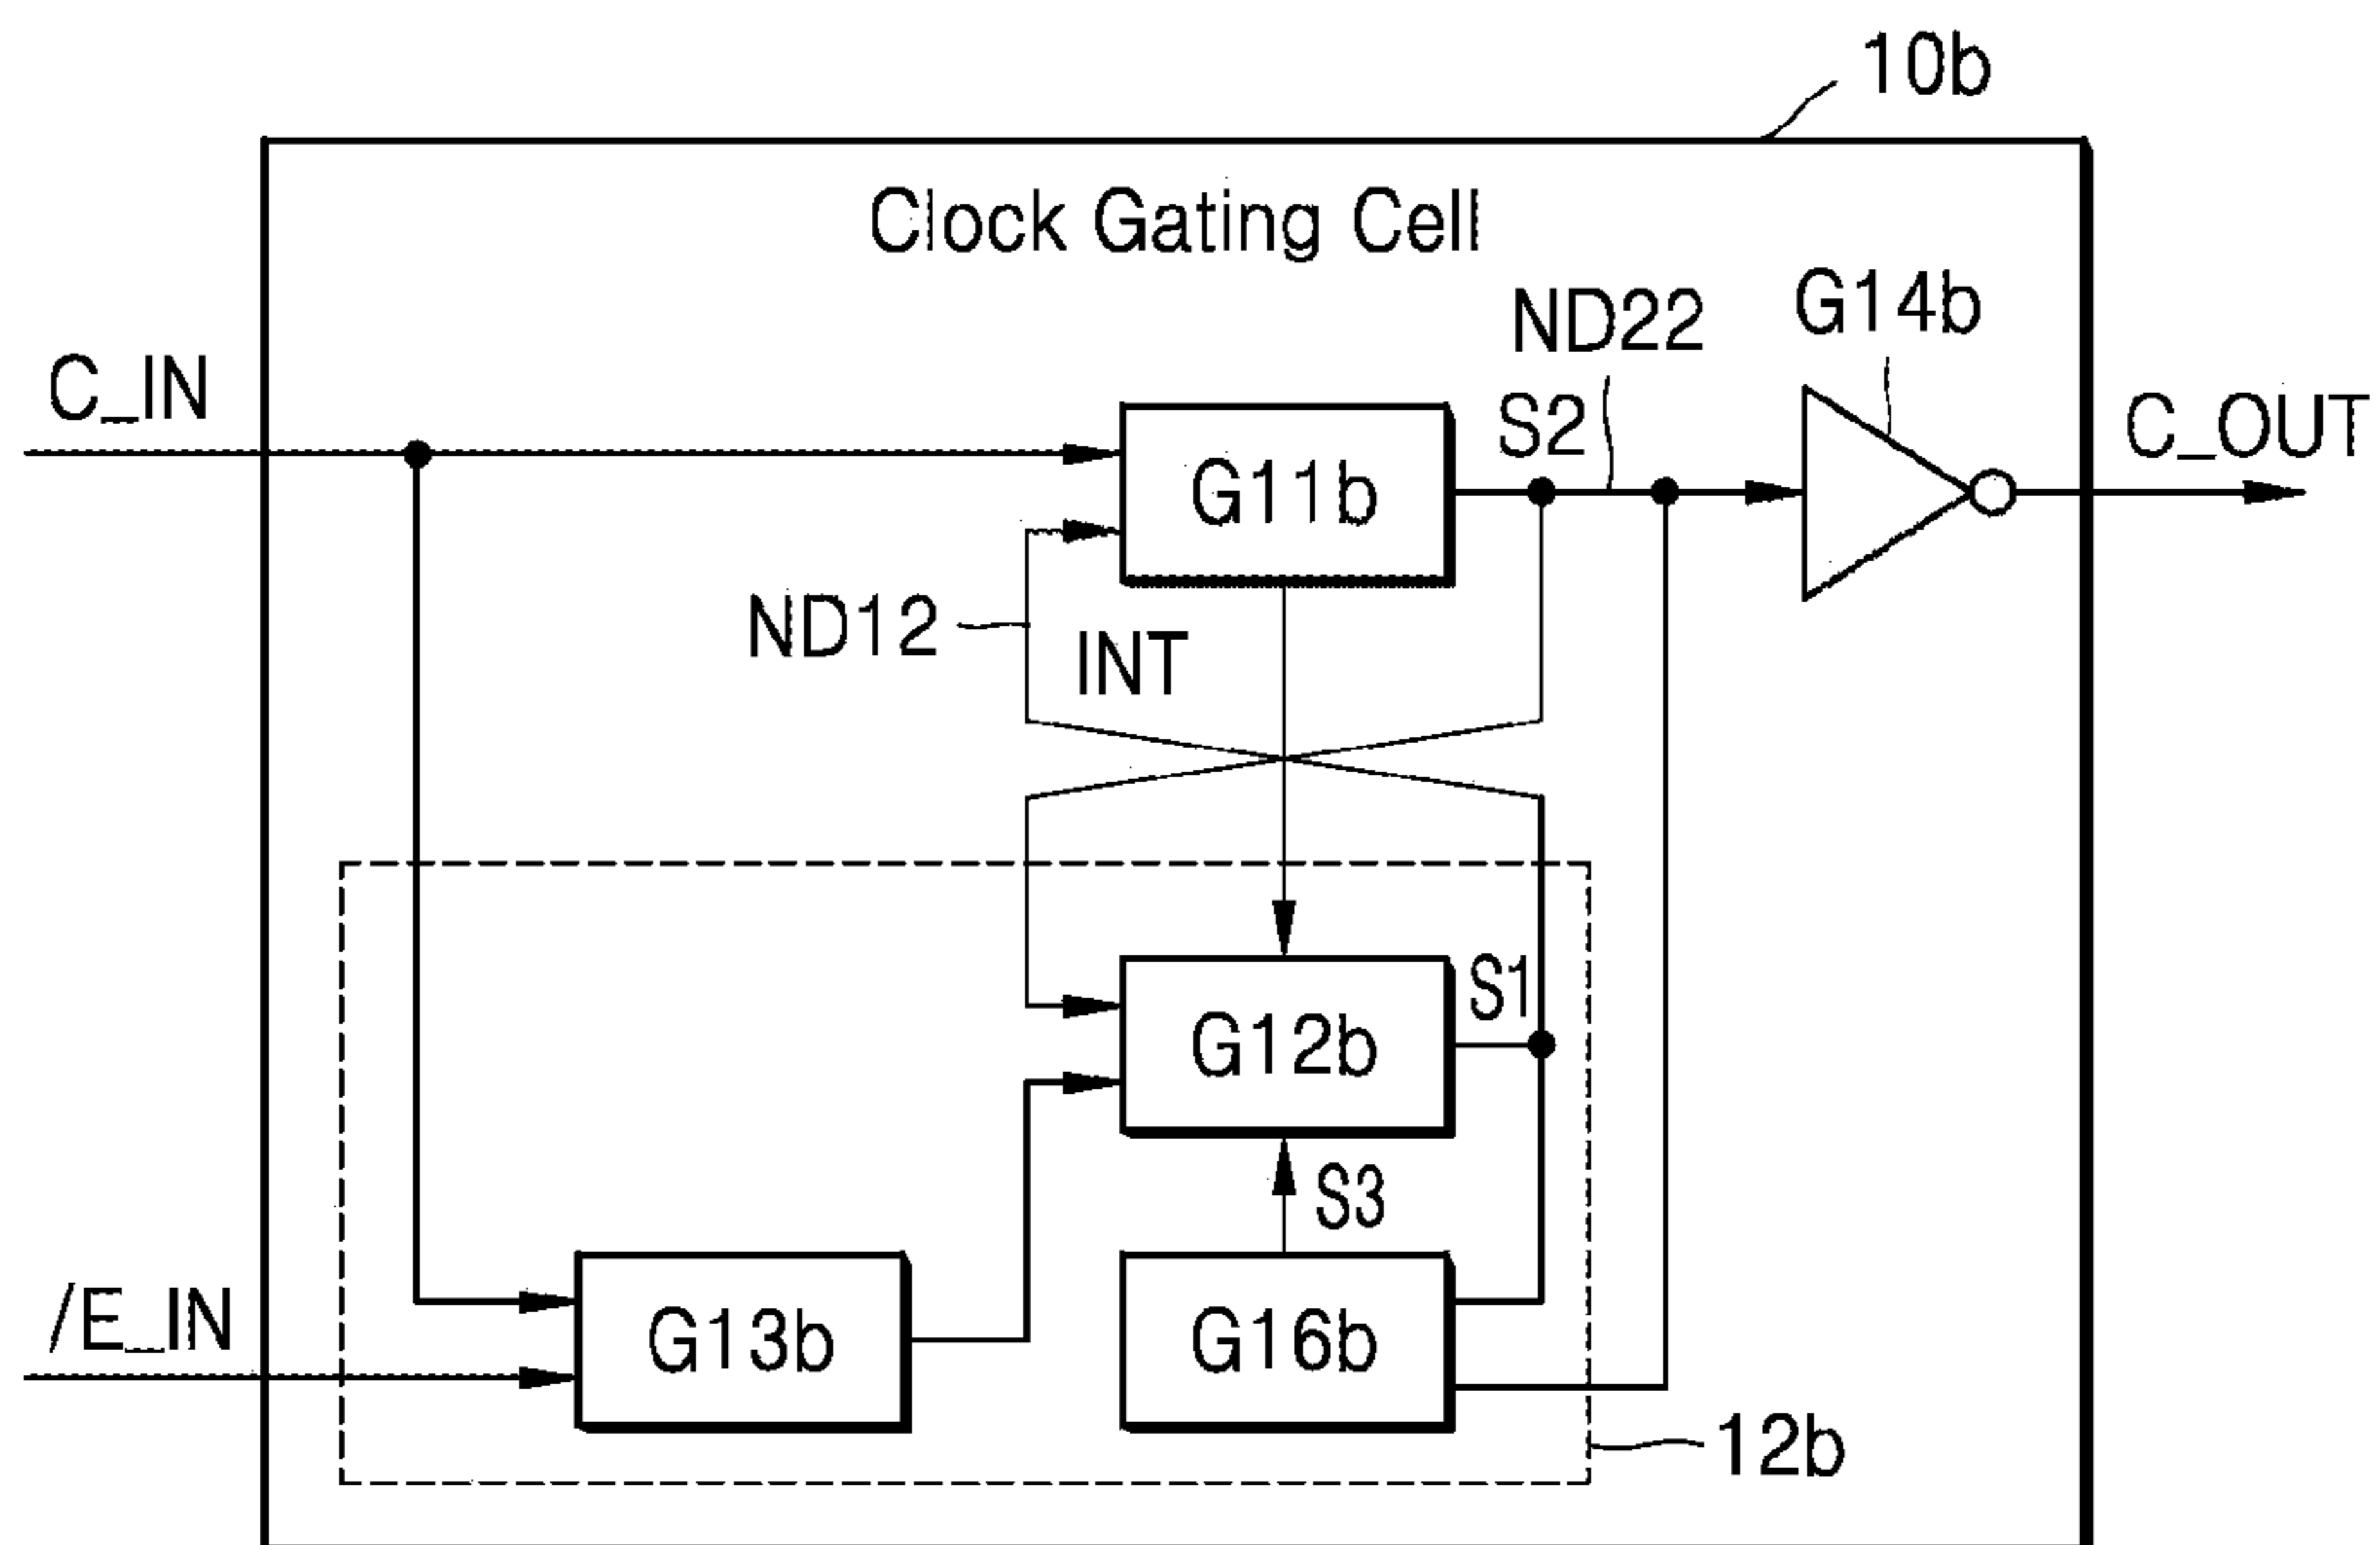 10b
Clock Gating Cell
ND22
G14b
C_IN
S2
C_OUT
G11b
ND12
INT
S1
G12b
S3
/E_IN
G13b
G16b
12b